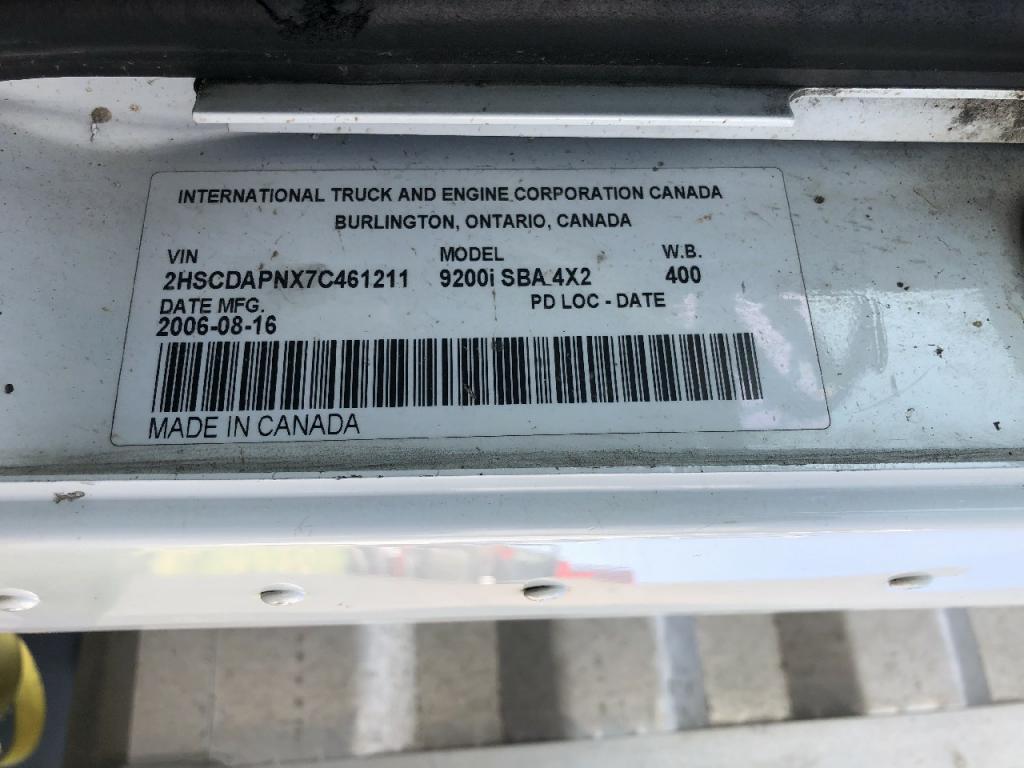 INTERNATIONAL TRUCK AND ENGINE CORPORATION CANADA
BURLINGTON, ONTARIO, CANADA
VIN MODEL W.B.
2HSCDAPNX7C461211 9200i SBA 4X2 400
DATE MFG. PD LOC - DATE
2006-08-16
MADE IN CANADA